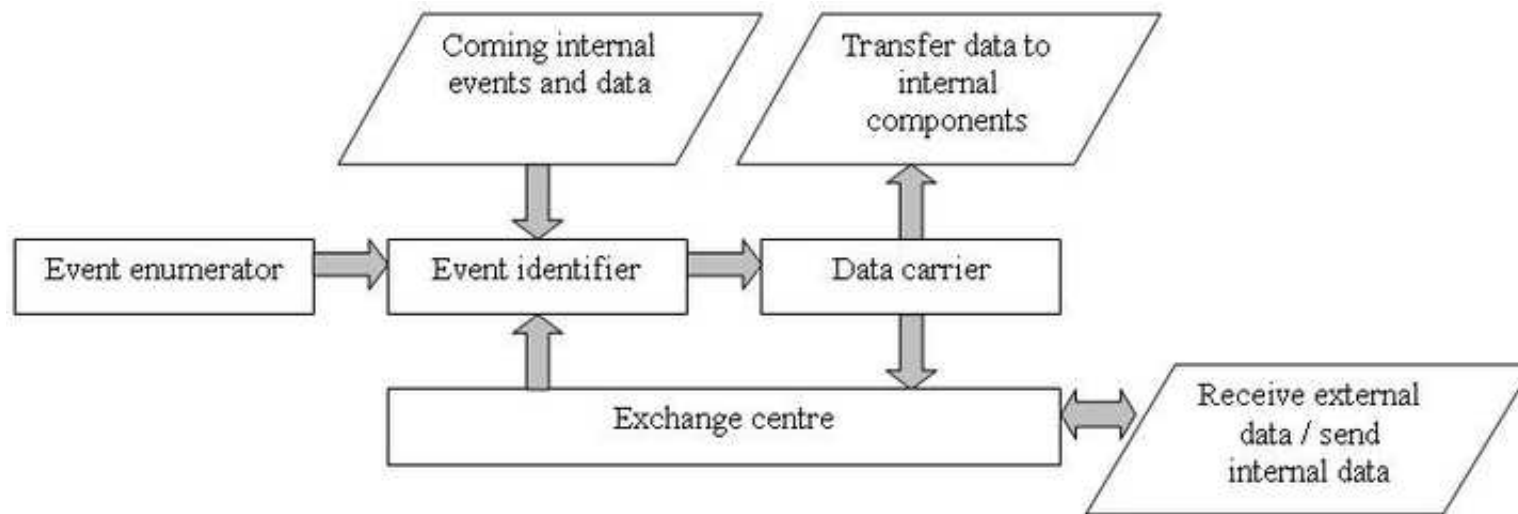 Coming internal
events and data
Transfer data to
internal
components
Event enumerator
Event identifier
Data carrier
Exchange centre
Receive external
data / send
internal data